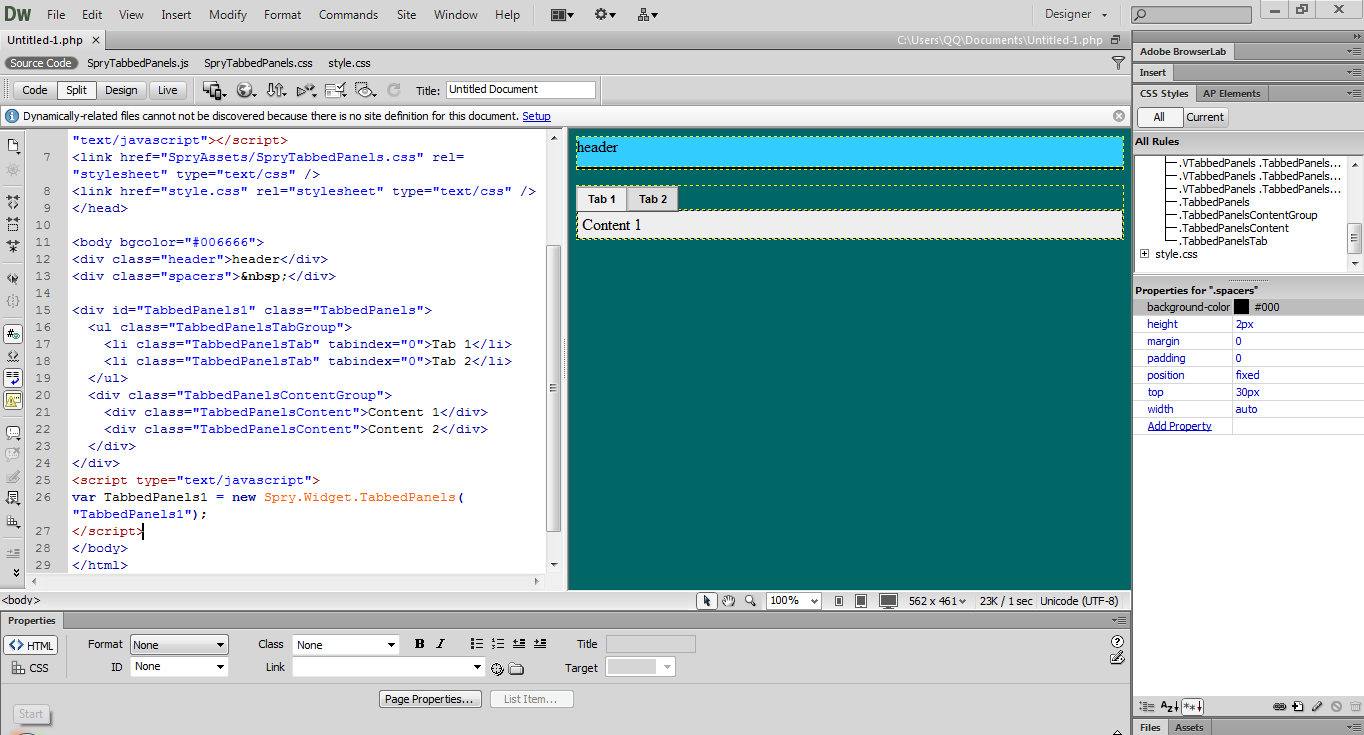 Dw File Edit View Insert Modify Format Commands Site Window Help Designer
Untitled-1.php × C:\Users\QQ\Documents\Untitled-1.php
Source Code SpryTabbedPanels.js SpryTabbedPanels.css style.css
Code Split Design Live Title: Untitled Document
Dynamically-related files cannot be discovered because there is no site definition for this document. Setup
"text/javascript"></script>
7 <link href="SpryAssets/SpryTabbedPanels.css" rel=
"stylesheet" type="text/css" />
8 <link href="style.css" rel="stylesheet" type="text/css" />
9 </head>
10
11 <body bgcolor="#006666">
12 <div class="header">header</div>
13 <div class="spacers">&nbsp;</div>
14
15 <div id="TabbedPanels1" class="TabbedPanels">
16 <ul class="TabbedPanelsTabGroup">
17 <li class="TabbedPanelsTab" tabindex="0">Tab 1</li>
18 <li class="TabbedPanelsTab" tabindex="0">Tab 2</li>
19 </ul>
20 <div class="TabbedPanelsContentGroup">
21 <div class="TabbedPanelsContent">Content 1</div>
22 <div class="TabbedPanelsContent">Content 2</div>
23 </div>
24 </div>
25 <script type="text/javascript">
26 var TabbedPanels1 = new Spry.Widget.TabbedPanels(
"TabbedPanels1");
27 </script>
28 </body>
29 </html>
header
Tab 1 Tab 2
Content 1
<body> 100% 562 x 461 23K / 1 sec Unicode (UTF-8)
Properties
HTML Format None Class None B I Title
CSS ID None Link Target
Page Properties... List Item...
Start
Adobe BrowserLab
Insert
CSS Styles AP Elements
All Current
All Rules
.VTabbedPanels .TabbedPanels...
.VTabbedPanels .TabbedPanels...
.VTabbedPanels .TabbedPanels...
.TabbedPanels
.TabbedPanelsContentGroup
.TabbedPanelsContent
.TabbedPanelsTab
style.css
Properties for ".spacers"
background-color #000
height 2px
margin 0
padding 0
position fixed
top 30px
width auto
Add Property
Files Assets